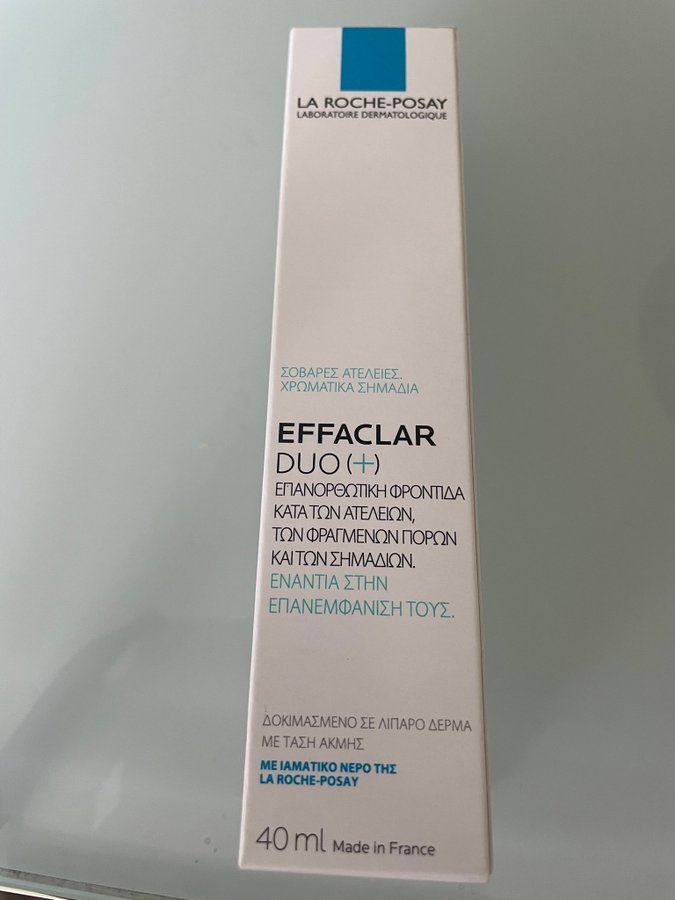 LA ROCHE-POSAY
LABORATOIRE DERMATOLOGIQUE
ΣΟΒΑΡΕΣ ΑΤΕΛΕΙΕΣ.
ΧΡΩΜΑΤΙΚΑ ΣΗΜΑΔΙΑ
EFFACLAR
DUO (+)
ΕΠΑΝΟΡΘΩΤΙΚΗ ΦΡΟΝΤΙΔΑ
ΚΑΤΑ ΤΩΝ ΑΤΕΛΕΙΩΝ,
ΤΩΝ ΦΡΑΓΜΕΝΩΝ ΠΟΡΩΝ
ΚΑΙ ΤΩΝ ΣΗΜΑΔΙΩΝ.
ΕΝΑΝΤΙΑ ΣΤΗΝ
ΕΠΑΝΕΜΦΑΝΙΣΗ ΤΟΥΣ.
ΔΟΚΙΜΑΣΜΕΝΟ ΣΕ ΛΙΠΑΡΟ ΔΕΡΜΑ
ΜΕ ΤΑΣΗ ΑΚΜΗΣ
ΜΕ ΙΑΜΑΤΙΚΟ ΝΕΡΟ ΤΗΣ
LA ROCHE-POSAY
40 ml Made in France